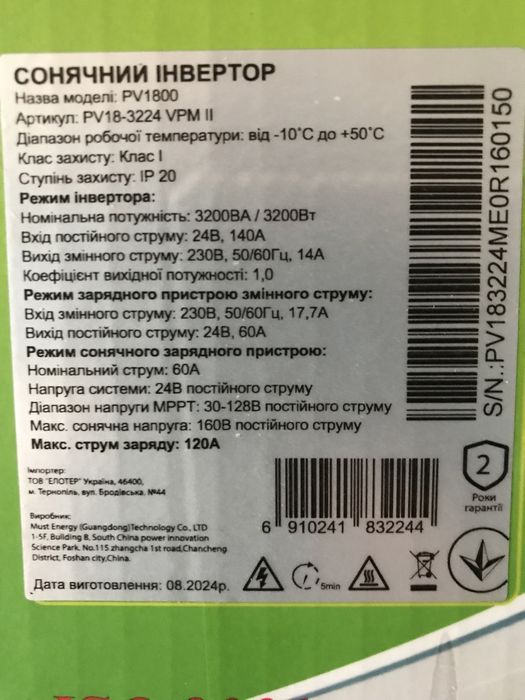 СОНЯЧНИЙ ІНВЕРТОР
Назва моделі: PV1800
Артикул: PV18-3224 VPM II
Діапазон робочої температури: від -10˚C до +50˚C
Клас захисту: Клас I
Ступінь захисту: IP 20
Режим інвертора:
Номінальна потужність: 3200ВА / 3200Вт
Вхід постійного струму: 24В, 140А
Вихід змінного струму: 230В, 50/60Гц, 14А
Коефіцієнт вихідної потужності: 1,0
Режим зарядного пристрою змінного струму:
Вхід змінного струму: 230В, 50/60Гц, 17,7А
Вихід постійного струму: 24В, 60А
Режим сонячного зарядного пристрою:
Номінальний струм: 60А
Напруга системи: 24В постійного струму
Діапазон напруги МРРТ: 30-128В постійного струму
Макс. сонячна напруга: 160В постійного струму
Макс. струм заряду: 120А
S/N.:PV183224ME0R160150
Імпортер:
ТОВ "ЕЛОТЕР" Україна, 46400,
м. Тернопіль, вул. Бродівська, №44
Виробник:
Must Energy (Guangdong)Technology Co., LTD
1-5F, Building 8, South China power innovation
Science Park, No.115 zhangcha 1st road,Chancheng
District, Foshan city,China.
Дата виготовлення: 08.2024р.
6 910241 832244
5min
2
Роки
гарантії